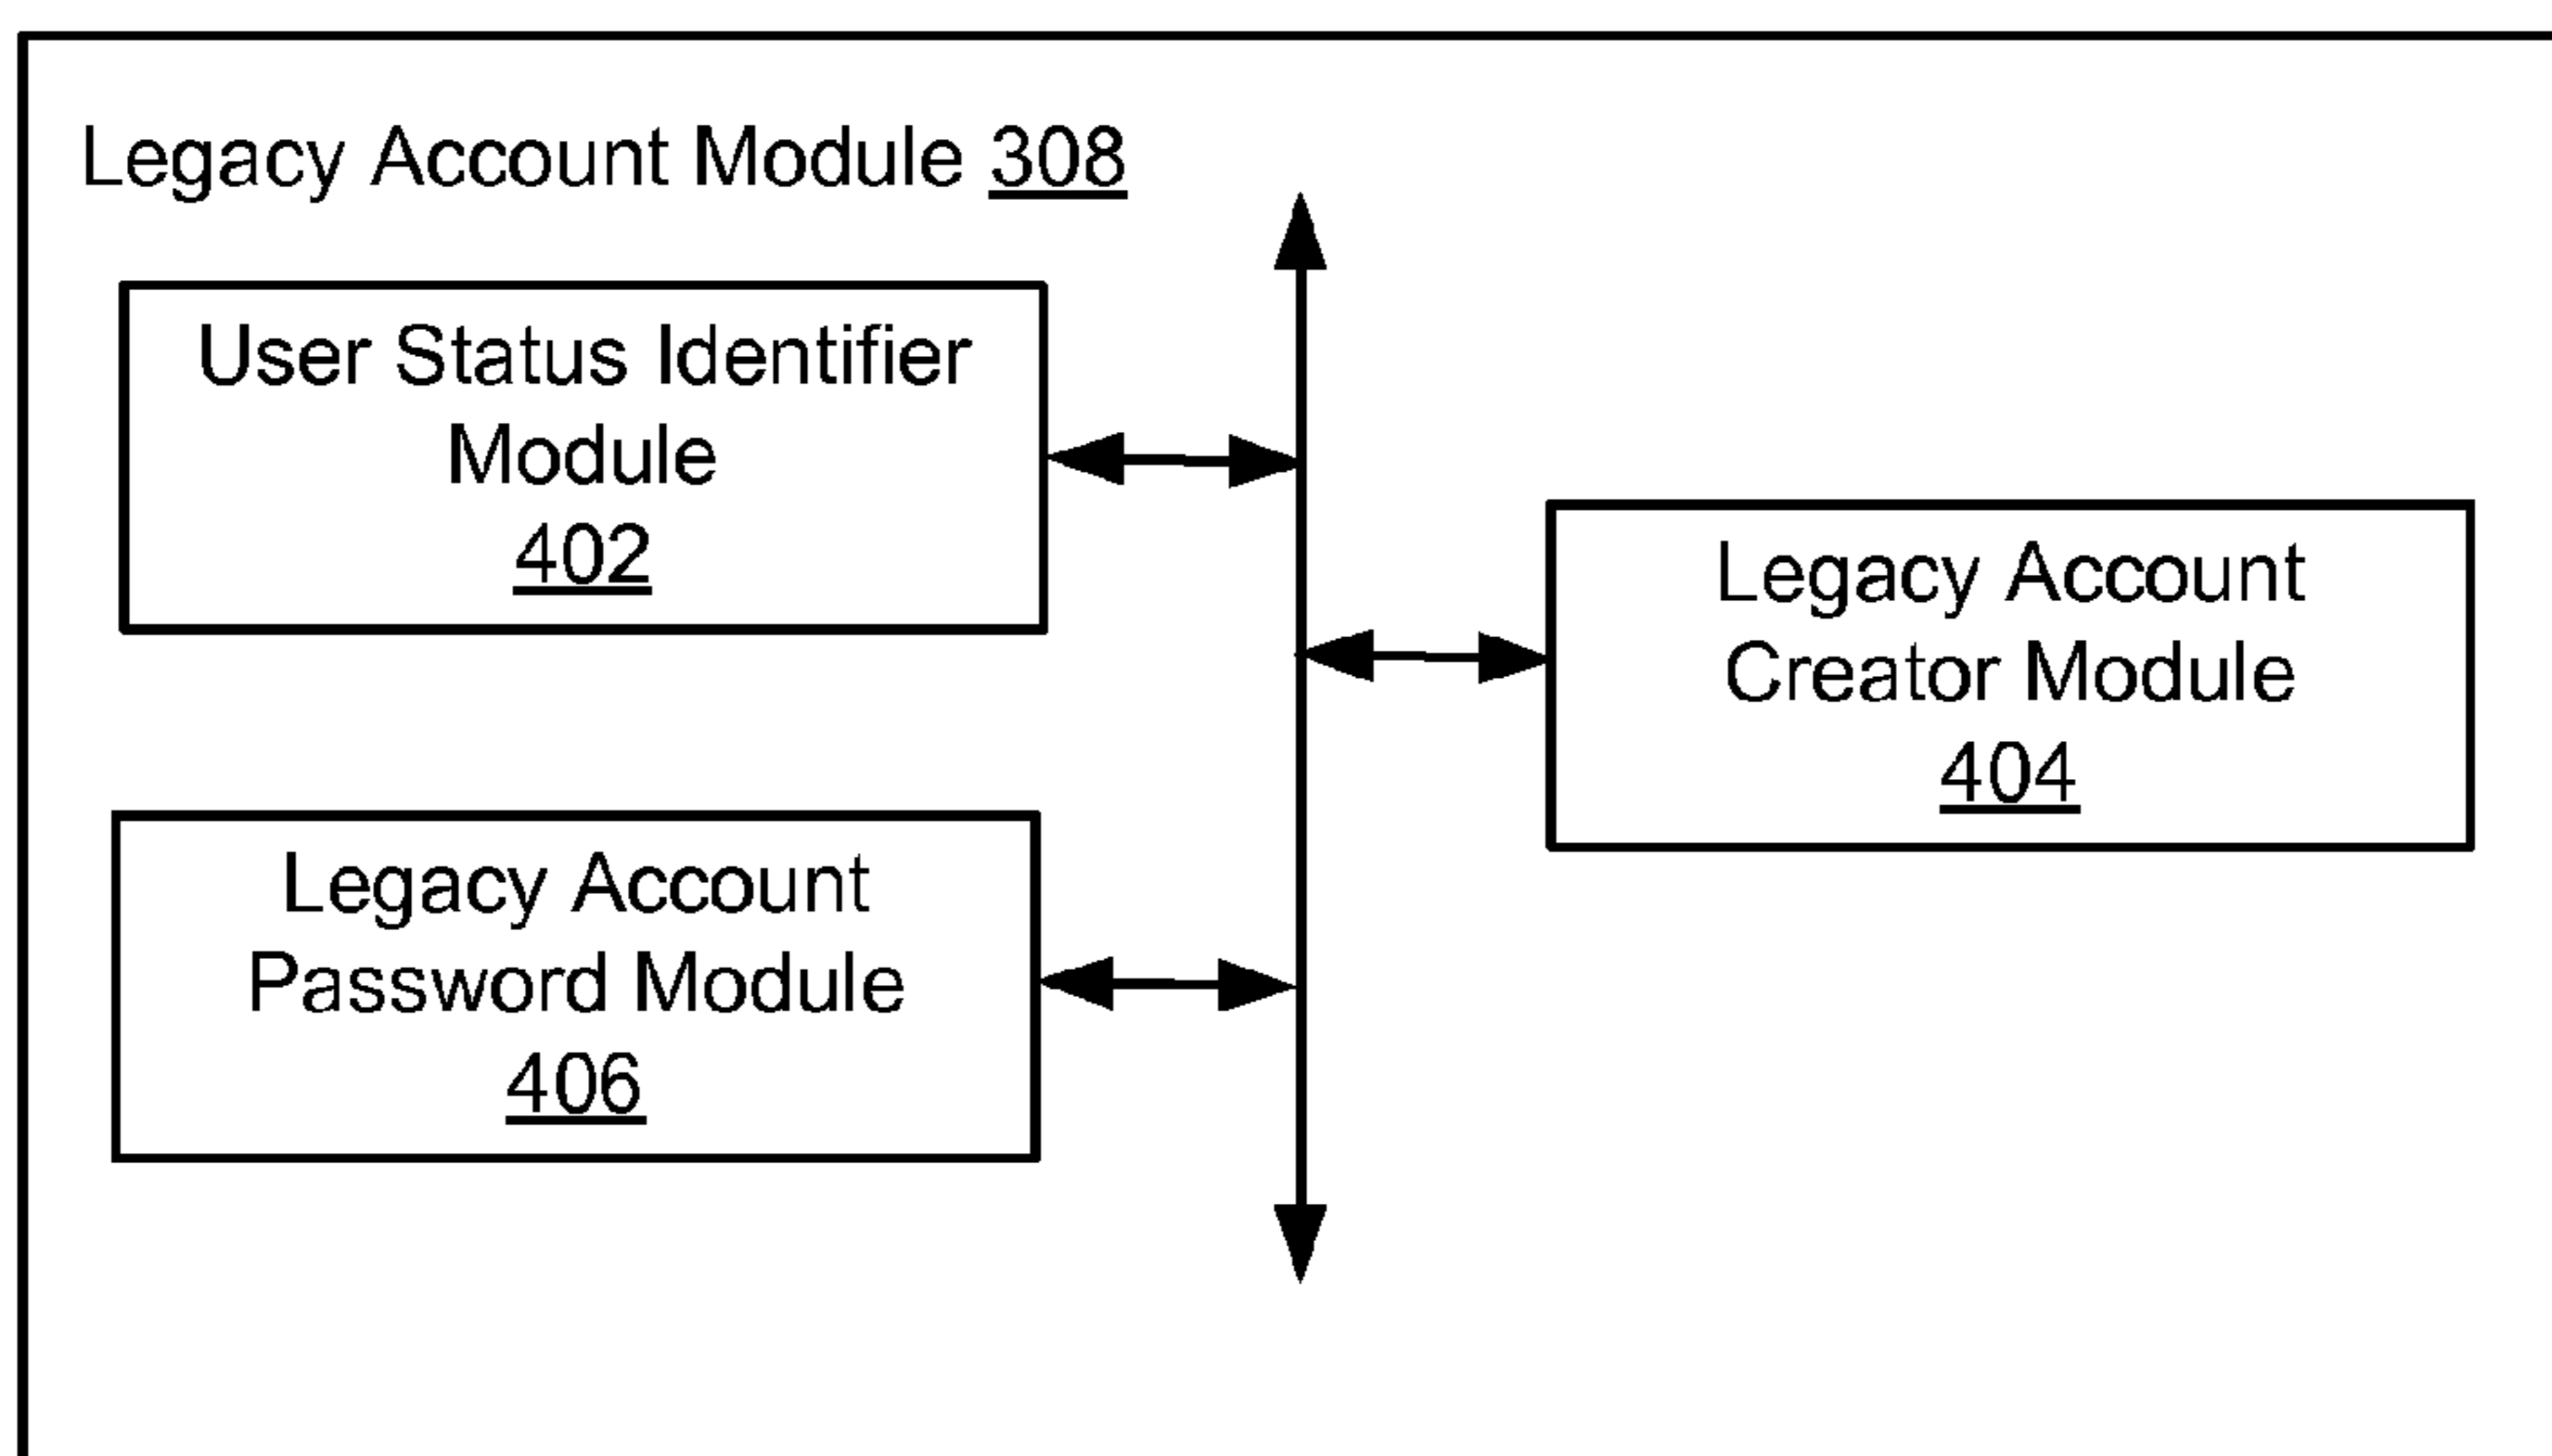 Legacy Account Module 308
User Status Identifier
Module
402
Legacy Account
Creator Module
404
Legacy Account
Password Module
406